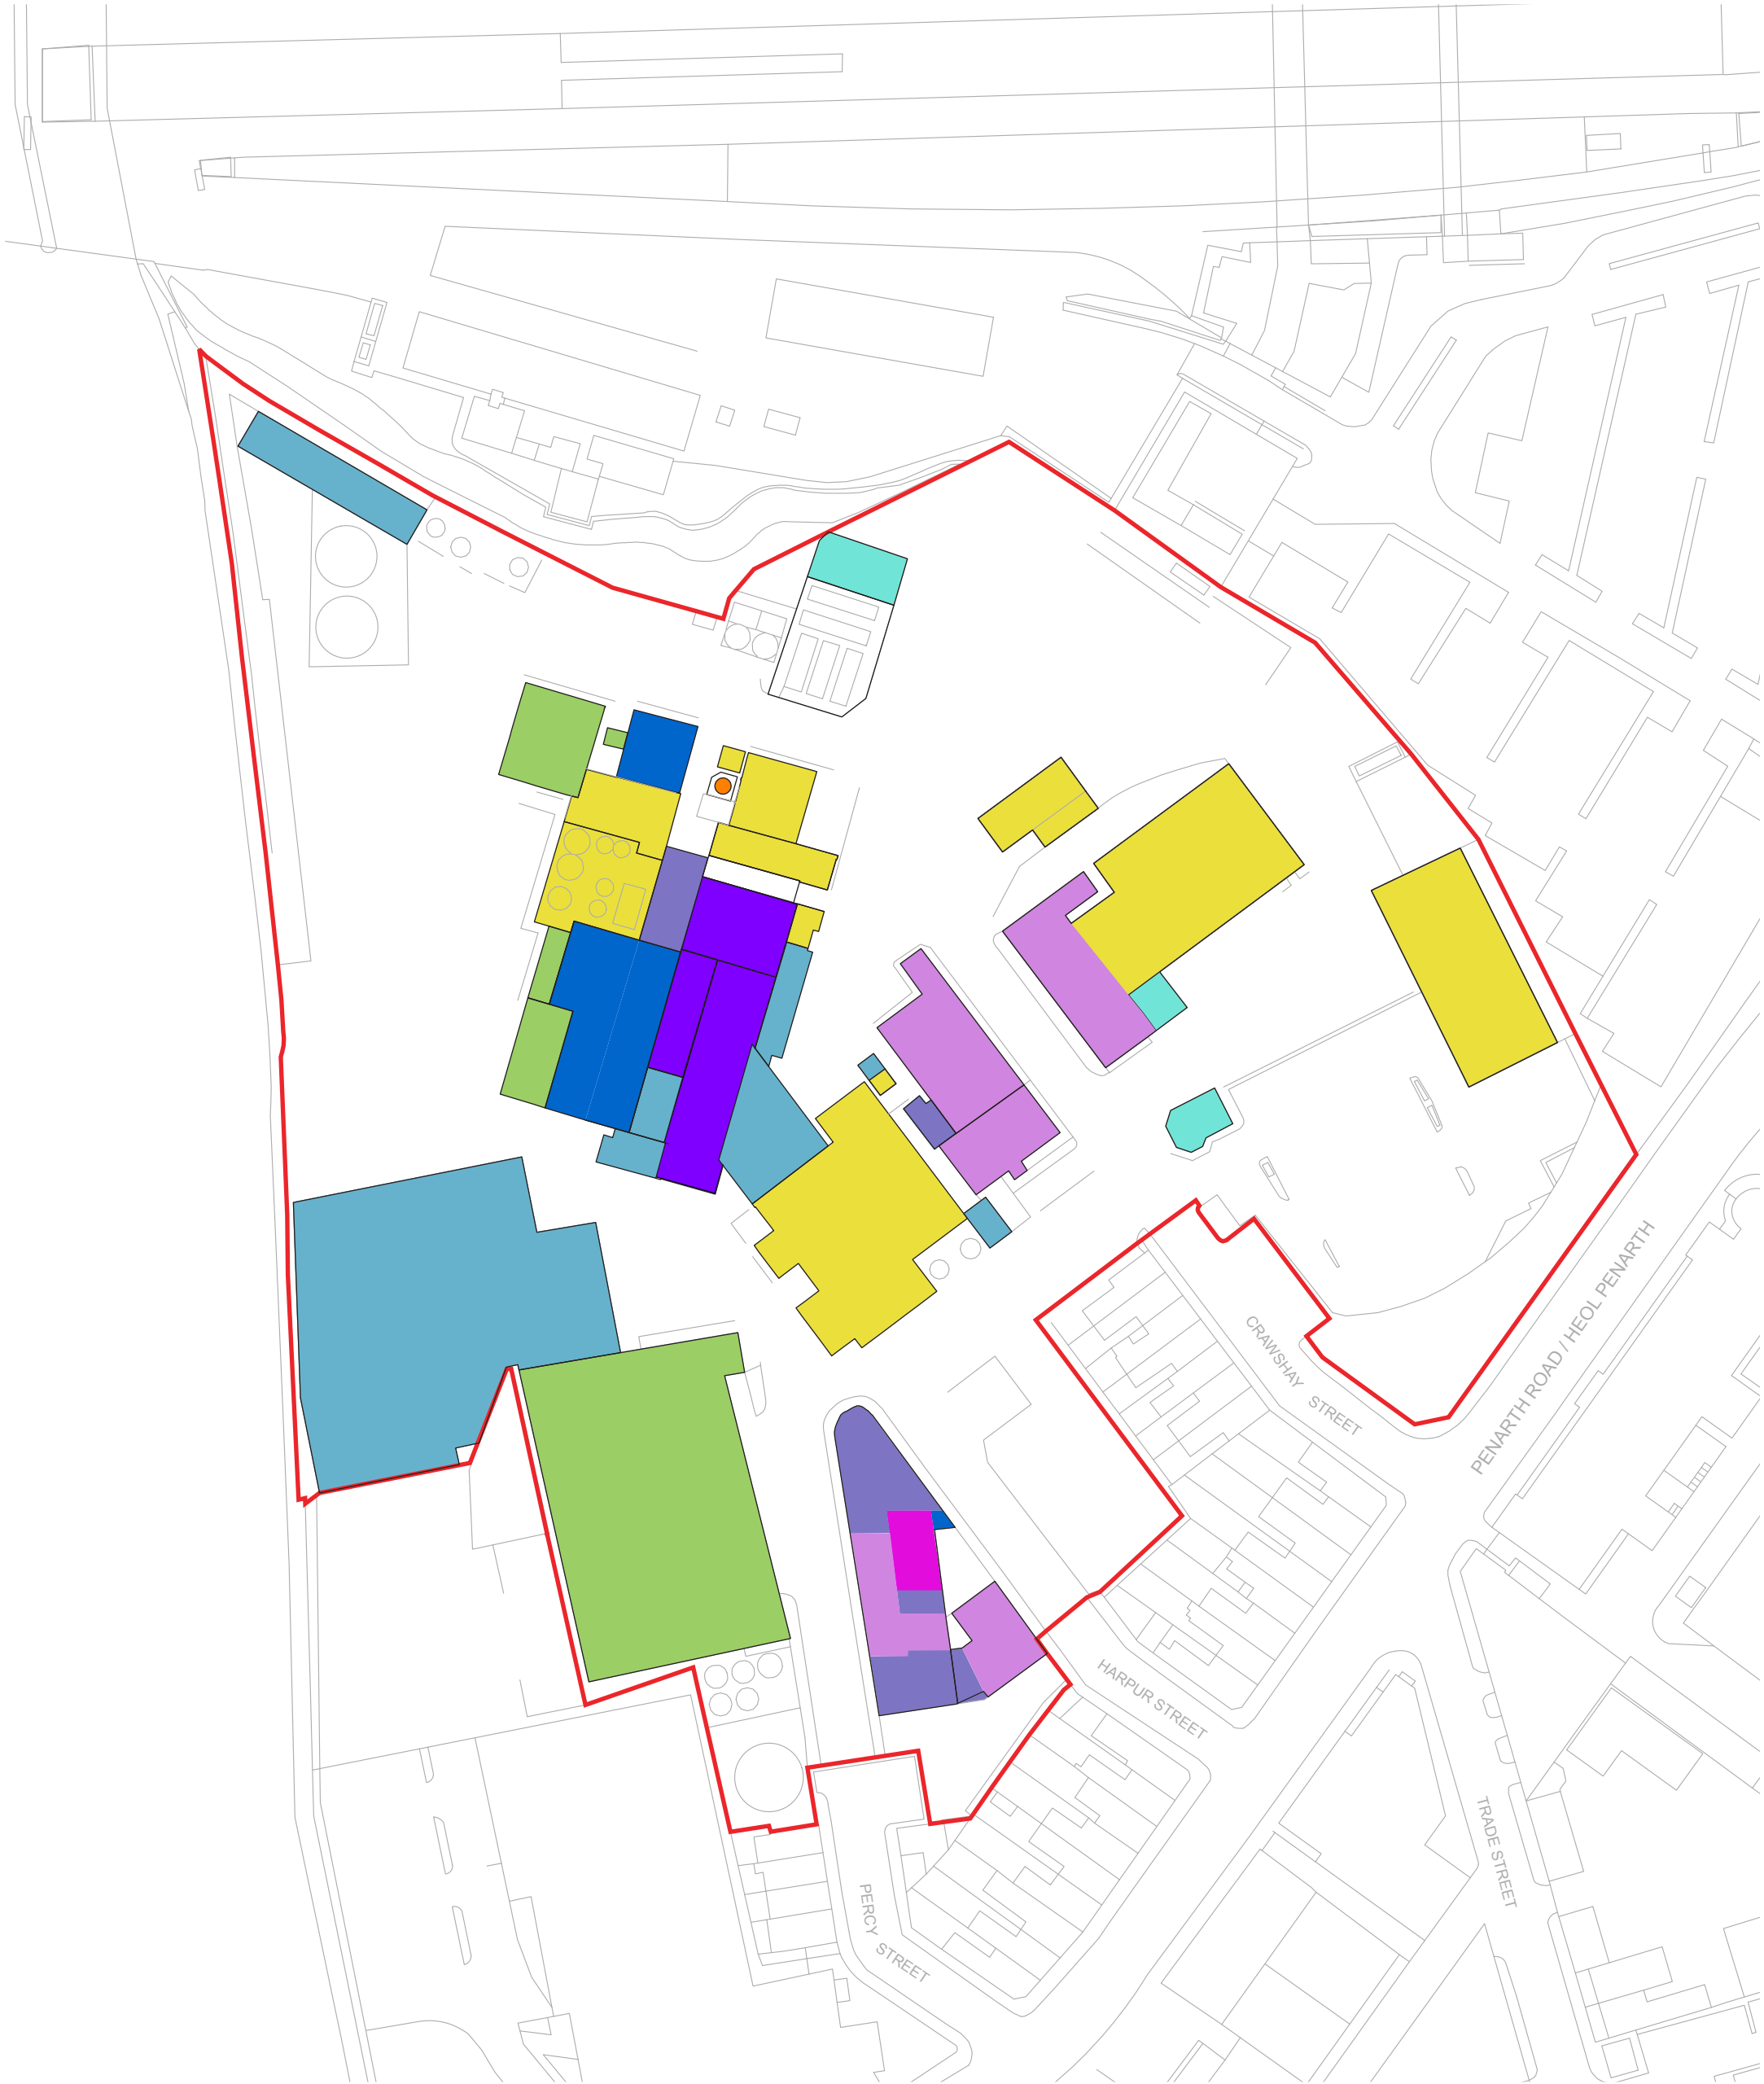 PENARTH ROAD / HEOL PENARTH
CRAWSHAY STREET
HARPUR STREET
TRADE STREET
PERCY STREET